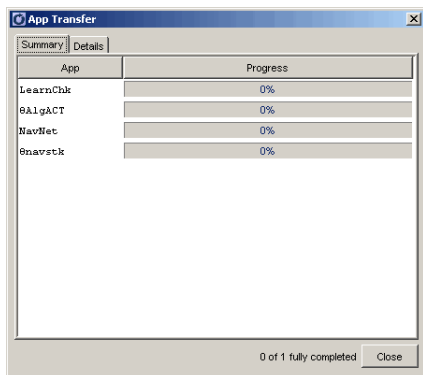 App Transfer
Summary Details
App Progress
LearnChk 0%
θAlgACT 0%
NavNet 0%
θnavstk 0%
0 of 1 fully completed Close